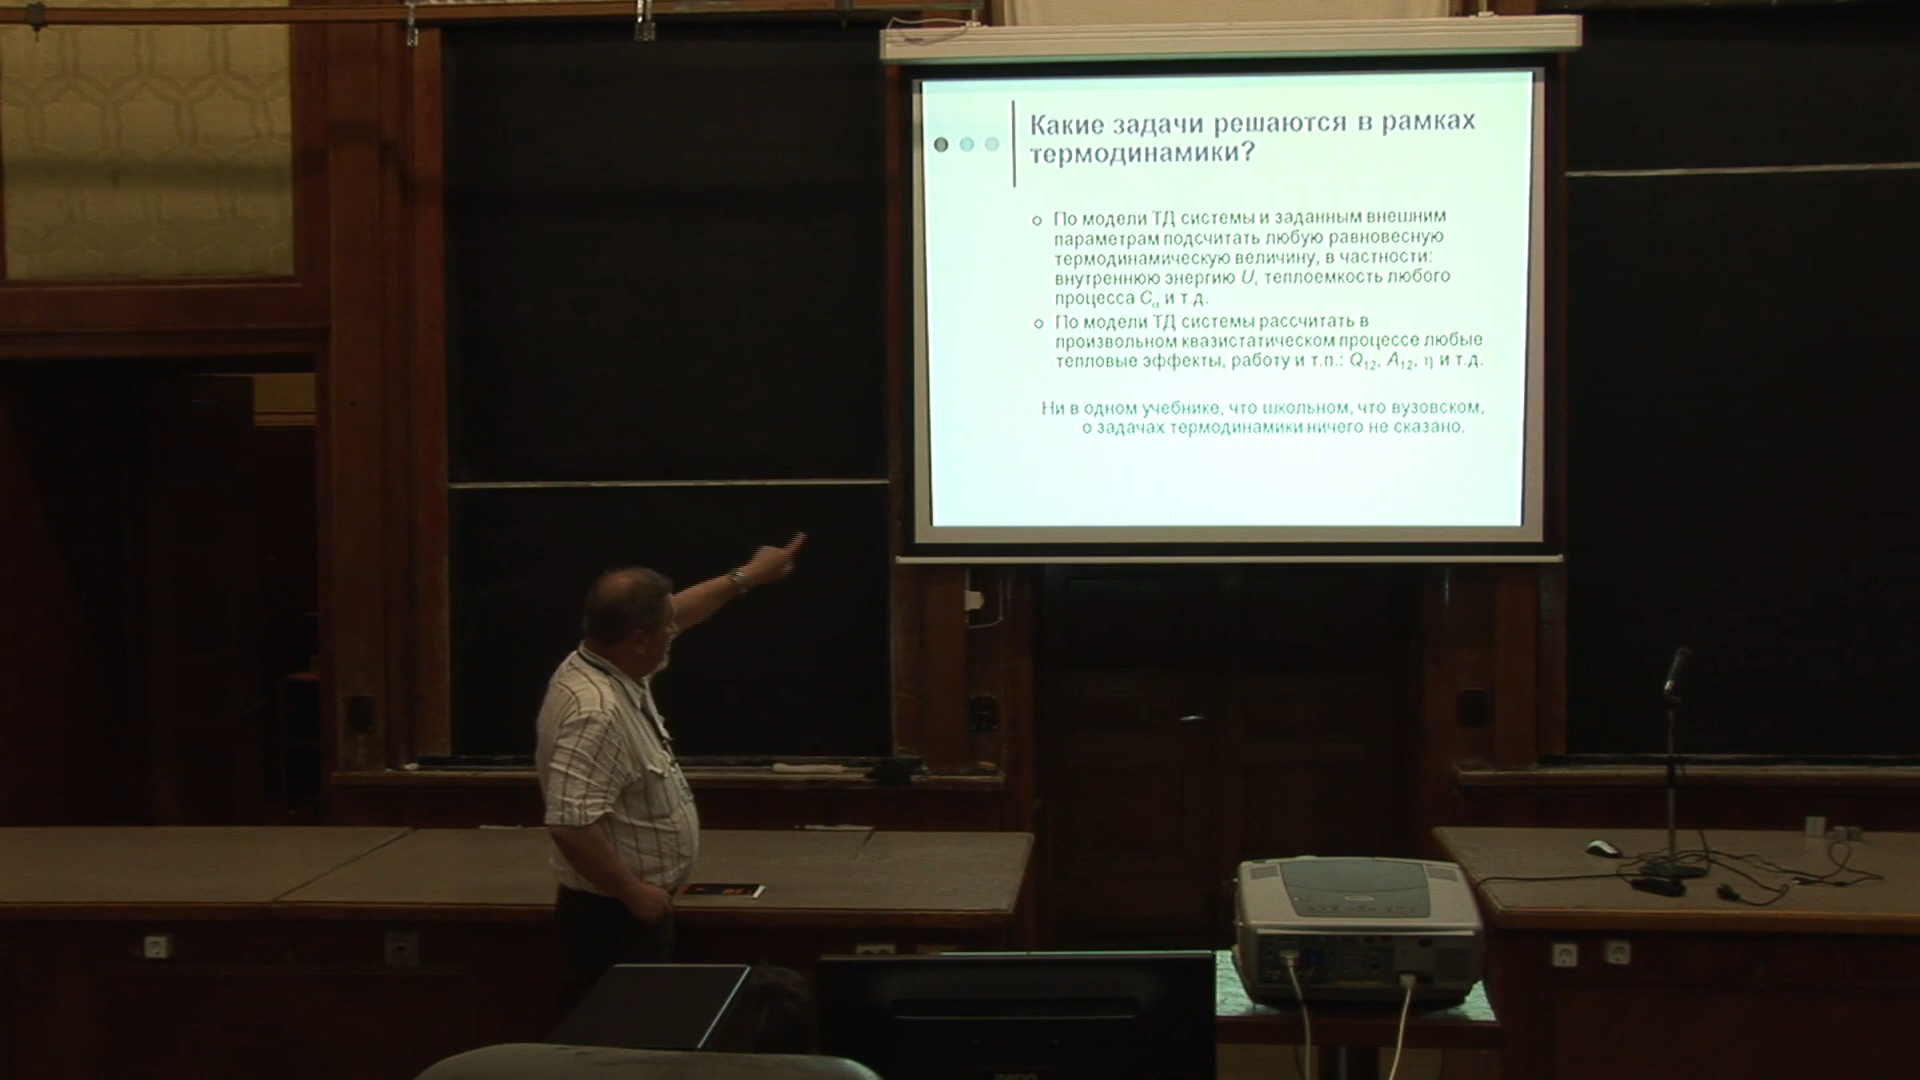 Какие задачи решаются в рамках
термодинамики?
По модели ТД системы и заданным внешним
параметрам подсчитать любую равновесную
термодинамическую величину, в частности:
внутреннюю энергию U, теплоемкость любого
процесса Cα и т.д.
По модели ТД системы рассчитать в
произвольном квазистатическом процессе любые
тепловые эффекты, работу и т.п.: Q12, A12, η и т.д.
Ни в одном учебнике, что школьном, что вузовском,
о задачах термодинамики ничего не сказано.